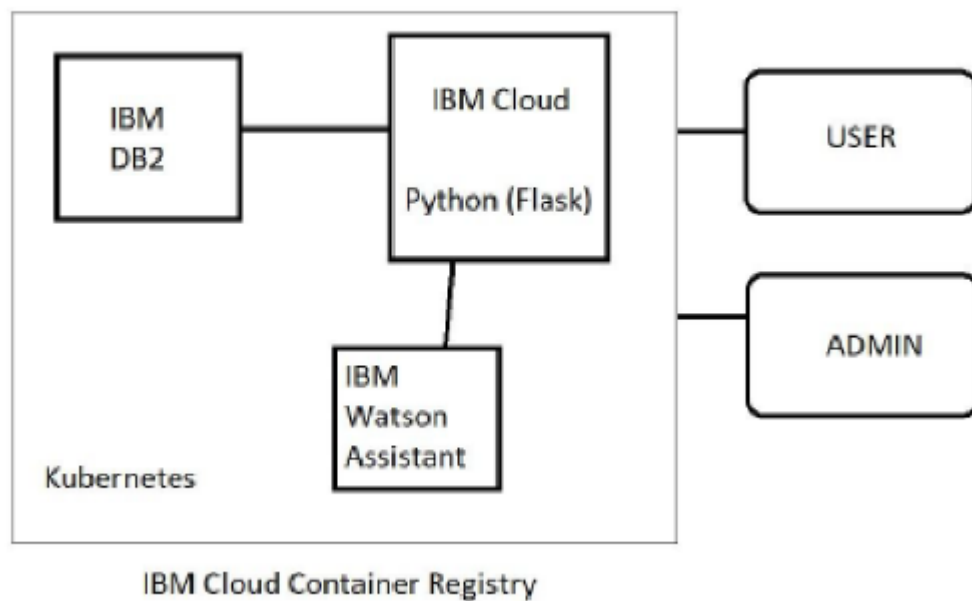 IBM
DB2
IBM Cloud
Python (Flask)
USER
ADMIN
IBM
Watson
Assistant
Kubernetes
IBM Cloud Container Registry